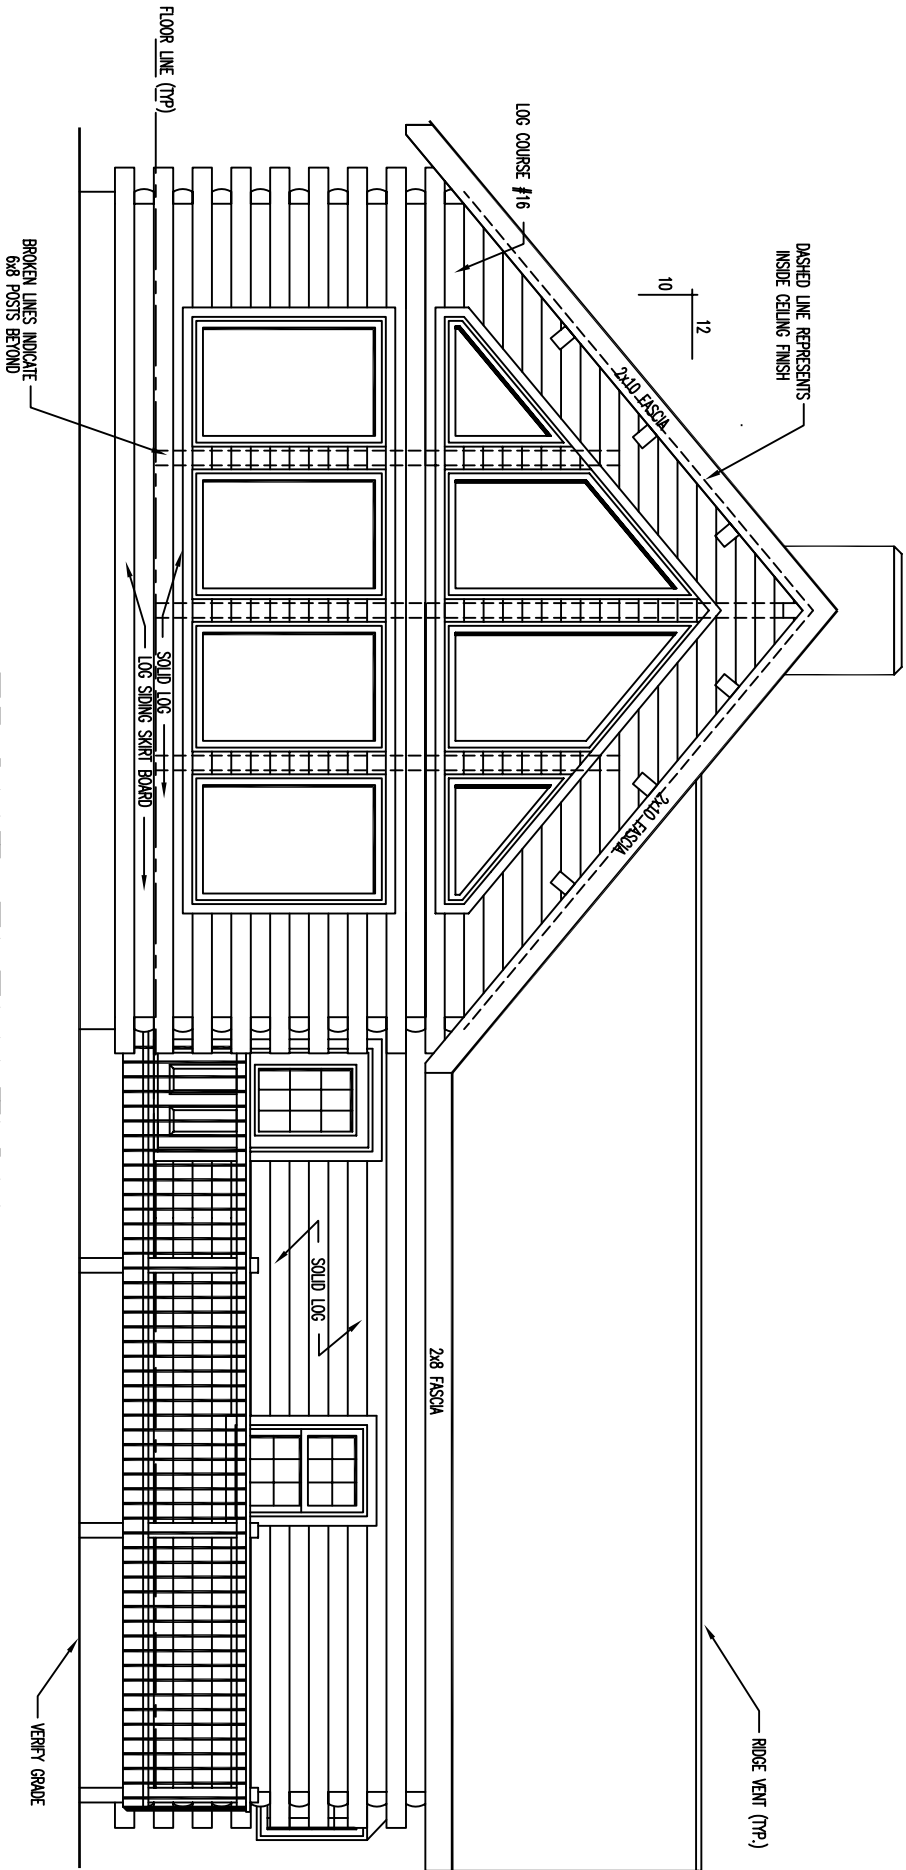 RIDGE VENT (TYP.)
DASHED LINE REPRESENTS
INSIDE CEILING FINISH
12
10
2x10 FASCIA
2x10 FASCIA
LOG COURSE #16
2x8 FASCIA
SOLID LOG
FLOOR LINE (TYP)
SOLID LOG
LOG SIDING SKIRT BOARD
BROKEN LINES INDICATE
6x8 POSTS BEYOND
VERIFY GRADE